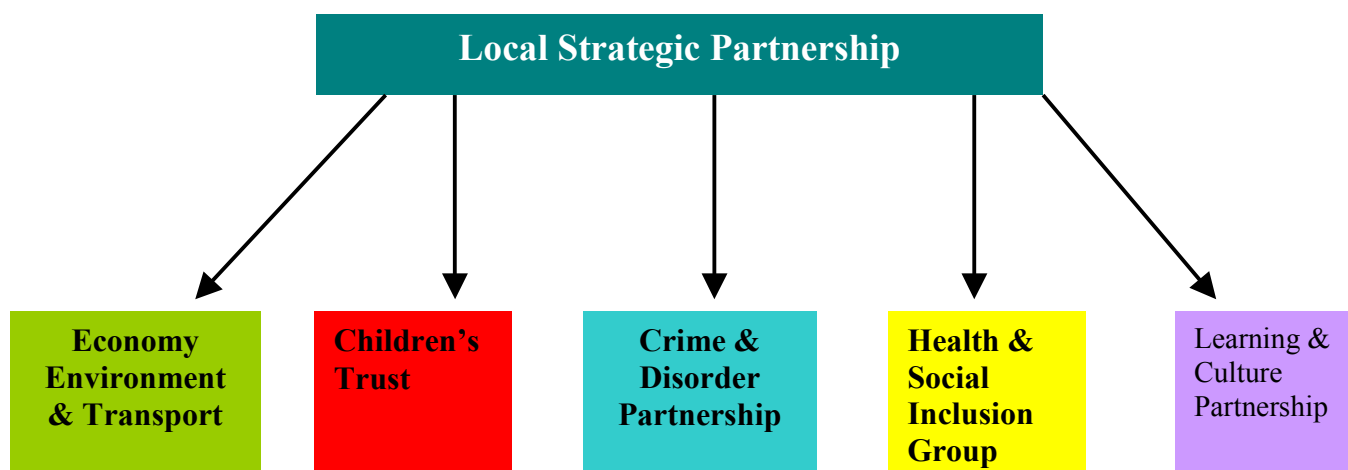 Local Strategic Partnership
Economy
Environment
& Transport
Children’s
Trust
Crime &
Disorder
Partnership
Health &
Social
Inclusion
Group
Learning &
Culture
Partnership